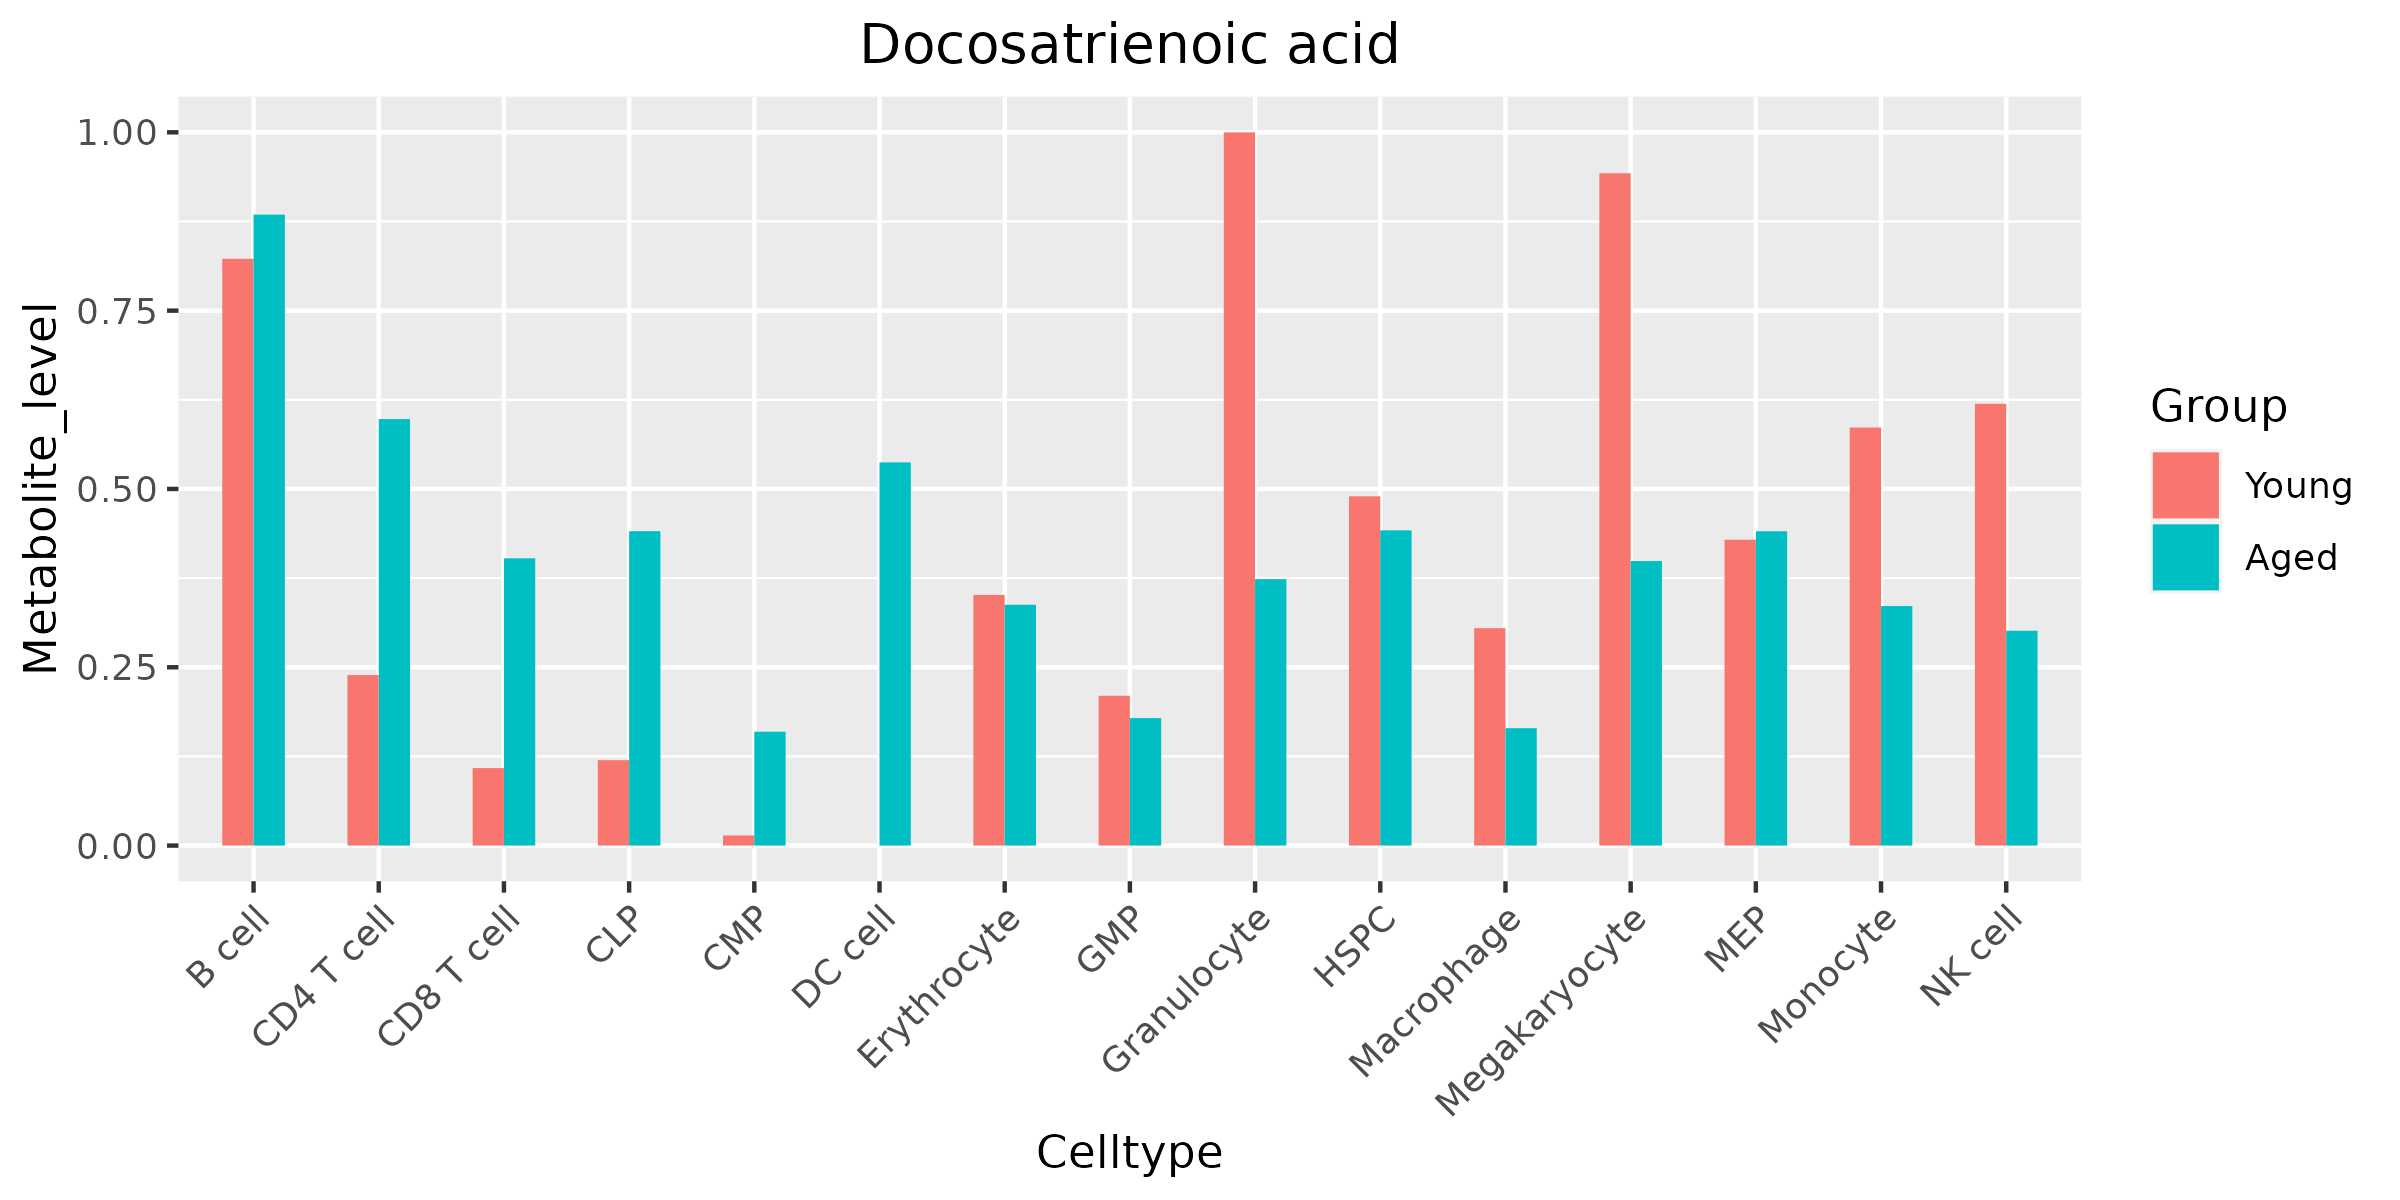 Docosatrienoic acid
Metabolite_level
1.00
0.75
0.50
0.25
0.00
B cell
CD4 T cell
CD8 T cell
CLP
CMP
DC cell
Erythrocyte
GMP
Granulocyte
HSPC
Macrophage
Megakaryocyte
MEP
Monocyte
NK cell
Celltype
Group
Young
Aged